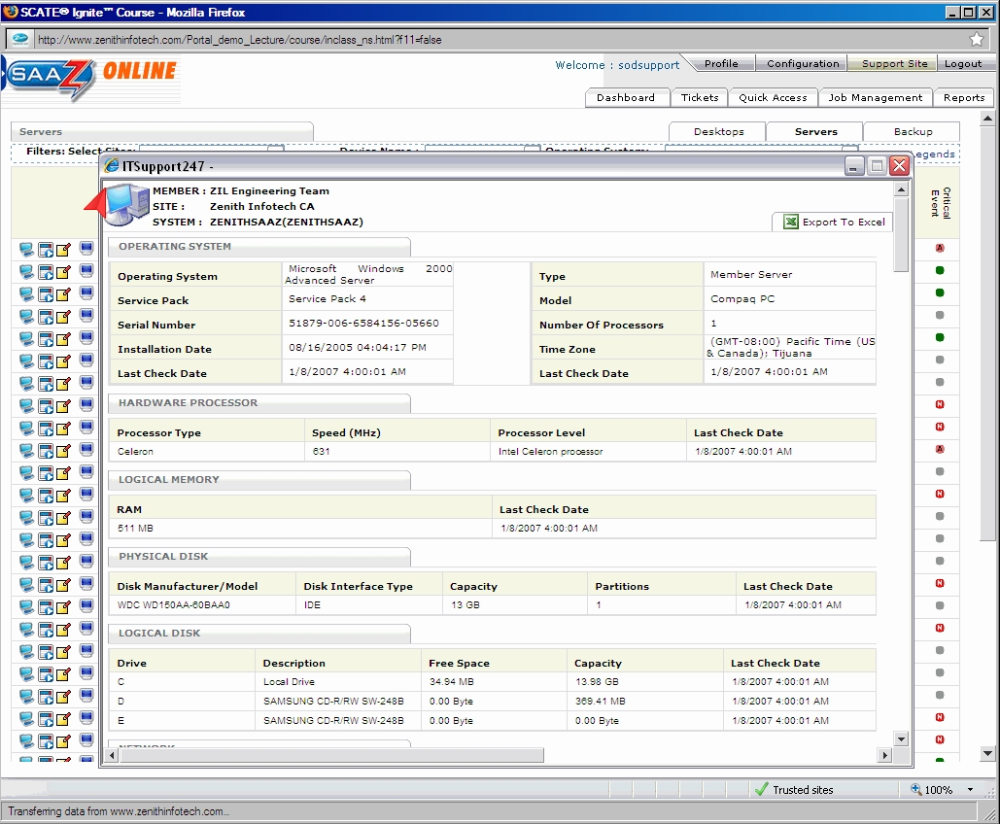 SCATE® Ignite™ Course - Mozilla Firefox
http://www.zenithinfotech.com/Portal_demo_Lecture/course/inclass_ns.html?f11=false
SAAZ ONLINE
Welcome : sodsupport
Profile
Configuration
Support Site
Logout
Dashboard
Tickets
Quick Access
Job Management
Reports
Servers
Desktops
Servers
Backup
Filters: Select Sites:
Device Name :
Operating System:
egends
Critical Event
ITSupport247 -
MEMBER : ZIL Engineering Team
SITE : Zenith Infotech CA
SYSTEM : ZENITHSAAZ(ZENITHSAAZ)
Export To Excel
OPERATING SYSTEM
Operating System Microsoft Windows 2000 Advanced Server
Service Pack Service Pack 4
Serial Number 51879-006-6584156-05660
Installation Date 08/16/2005 04:04:17 PM
Last Check Date 1/8/2007 4:00:01 AM
Type Member Server
Model Compaq PC
Number Of Processors 1
Time Zone (GMT-08:00) Pacific Time (US & Canada); Tijuana
Last Check Date 1/8/2007 4:00:01 AM
HARDWARE PROCESSOR
Processor Type Speed (MHz) Processor Level Last Check Date
Celeron 631 Intel Celeron processor 1/8/2007 4:00:01 AM
LOGICAL MEMORY
RAM Last Check Date
511 MB 1/8/2007 4:00:01 AM
PHYSICAL DISK
Disk Manufacturer/Model Disk Interface Type Capacity Partitions Last Check Date
WDC WD150AA-60BAA0 IDE 13 GB 1 1/8/2007 4:00:01 AM
LOGICAL DISK
Drive Description Free Space Capacity Last Check Date
C Local Drive 34.94 MB 13.98 GB 1/8/2007 4:00:01 AM
D SAMSUNG CD-R/RW SW-248B 0.00 Byte 369.41 MB 1/8/2007 4:00:01 AM
E SAMSUNG CD-R/RW SW-248B 0.00 Byte 0.00 Byte 1/8/2007 4:00:01 AM
NETWORK
Trusted sites
100%
Transferring data from www.zenithinfotech.com...